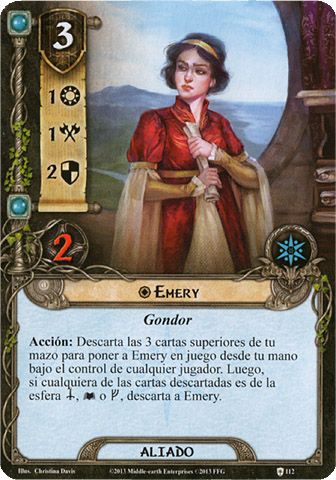 3
1
1
2
2
Emery
Gondor
Acción: Descarta las 3 cartas superiores de tu
mazo para poner a Emery en juego desde tu mano
bajo el control de cualquier jugador. Luego,
si cualquiera de las cartas descartadas es de la
esfera , o , descarta a Emery.
ALIADO
Illus. Christina Davis ©2013 Middle-earth Enterprises ©2013 FFG 112